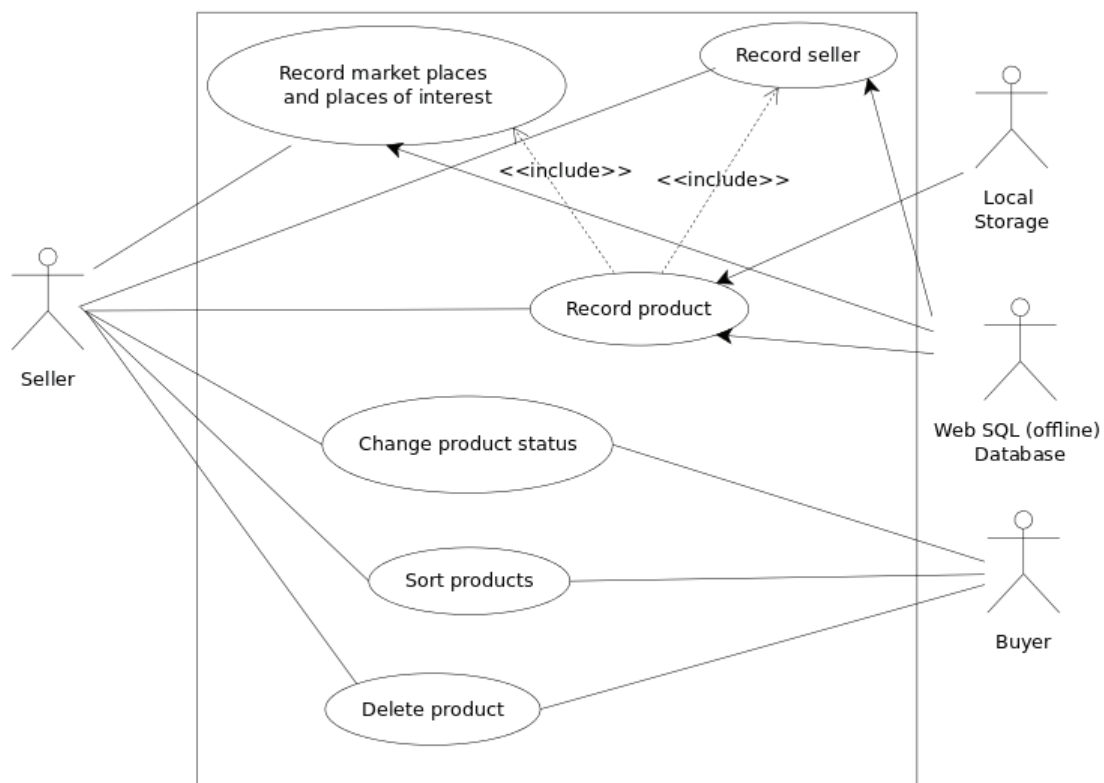 Record market places
and places of interest
Record seller
<<include>>
<<include>>
Local
Storage
Record product
Seller
Web SQL (offline)
Database
Change product status
Sort products
Buyer
Delete product